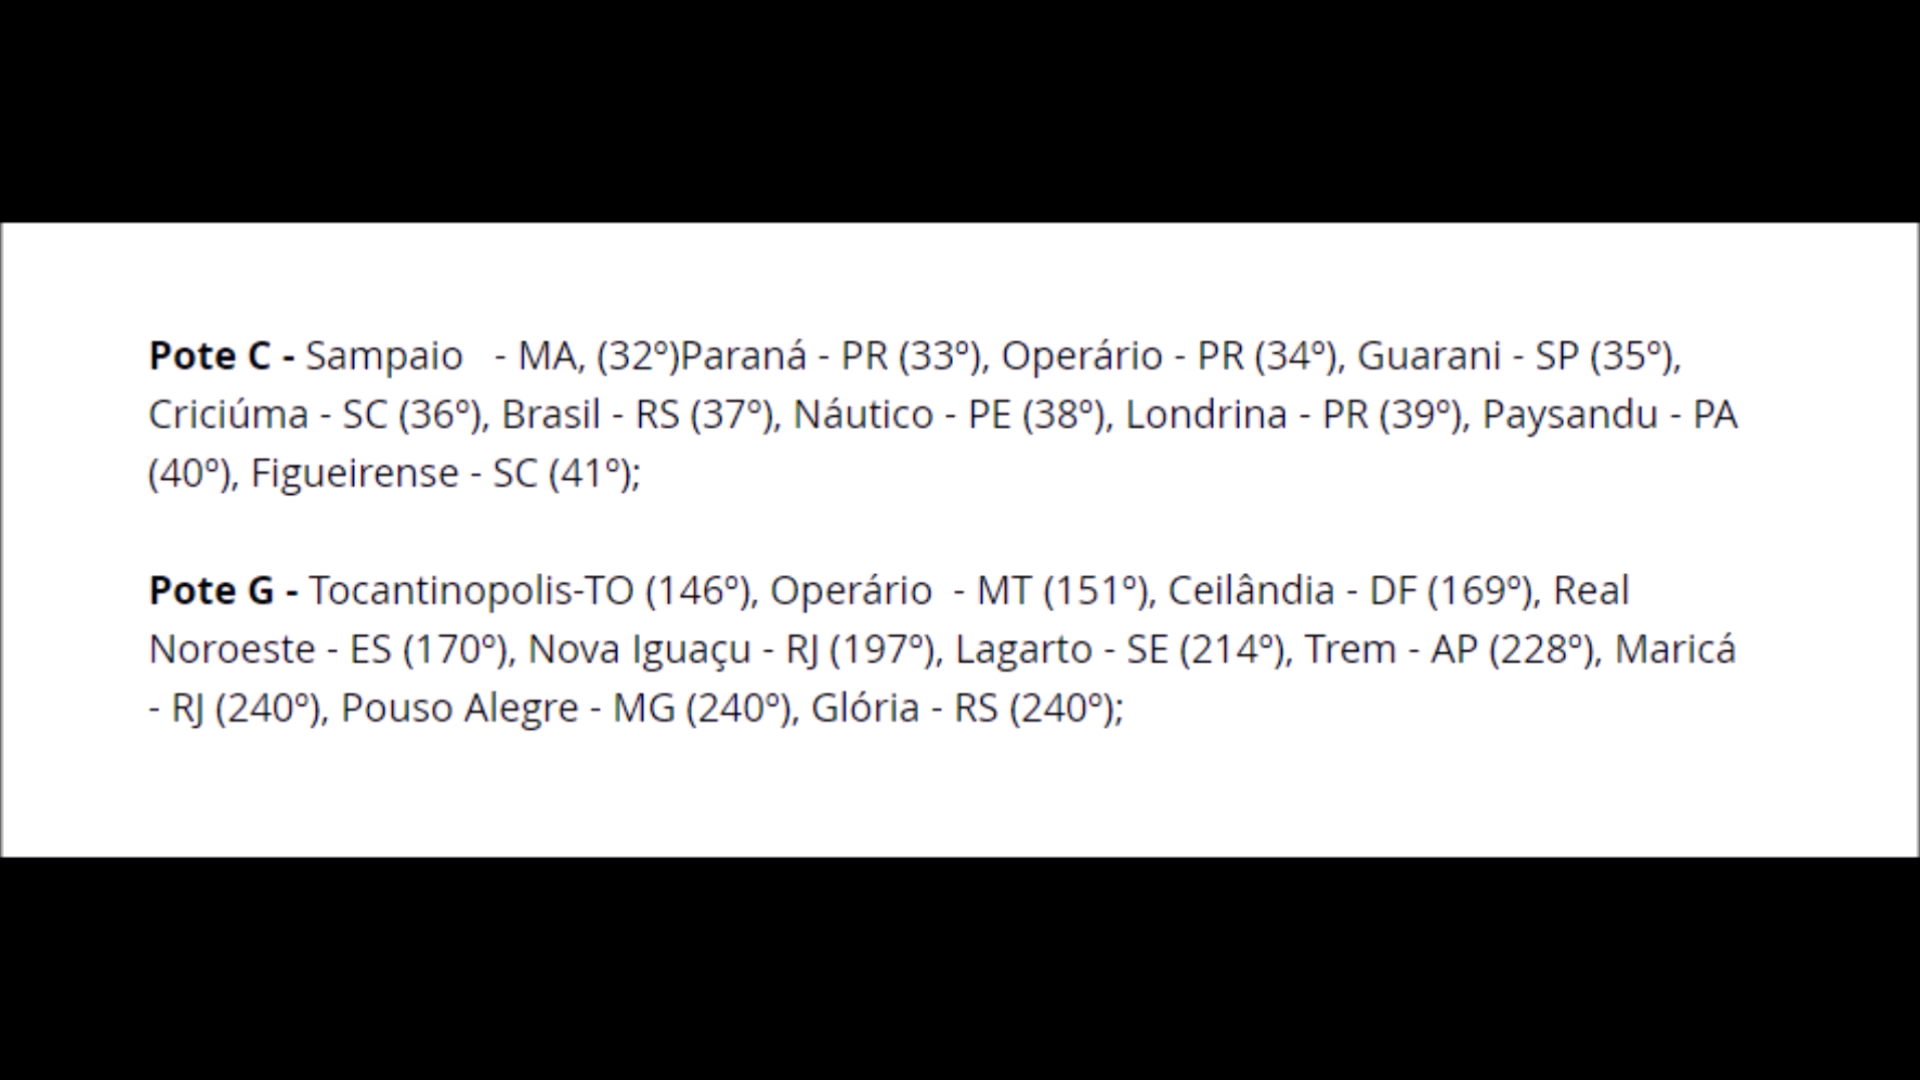 Pote C - Sampaio   - MA, (32º)Paraná - PR (33º), Operário - PR (34º), Guarani - SP (35º),
Criciúma - SC (36º), Brasil - RS (37º), Náutico - PE (38º), Londrina - PR (39º), Paysandu - PA
(40º), Figueirense - SC (41º);
Pote G - Tocantinopolis-TO (146º), Operário  - MT (151º), Ceilândia - DF (169º), Real
Noroeste - ES (170º), Nova Iguaçu - RJ (197º), Lagarto - SE (214º), Trem - AP (228º), Maricá
- RJ (240º), Pouso Alegre - MG (240º), Glória - RS (240º);